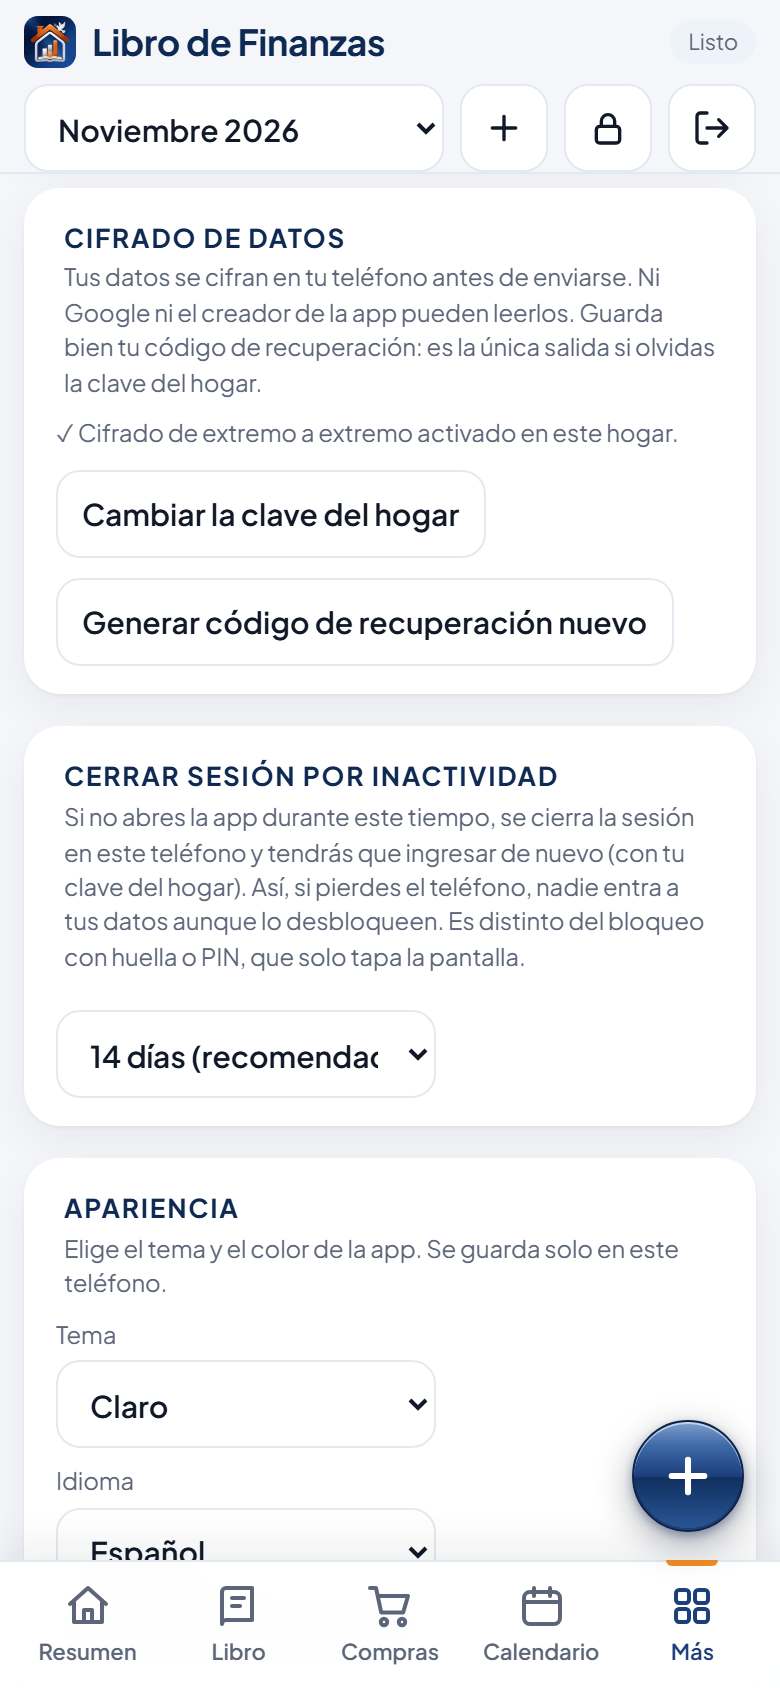 Libro de Finanzas
Listo
Noviembre 2026
CIFRADO DE DATOS
Tus datos se cifran en tu teléfono antes de enviarse. Ni
Google ni el creador de la app pueden leerlos. Guarda
bien tu código de recuperación: es la única salida si olvidas
la clave del hogar.
✓ Cifrado de extremo a extremo activado en este hogar.
Cambiar la clave del hogar
Generar código de recuperación nuevo
CERRAR SESIÓN POR INACTIVIDAD
Si no abres la app durante este tiempo, se cierra la sesión
en este teléfono y tendrás que ingresar de nuevo (con tu
clave del hogar). Así, si pierdes el teléfono, nadie entra a
tus datos aunque lo desbloqueen. Es distinto del bloqueo
con huella o PIN, que solo tapa la pantalla.
14 días (recomendad
APARIENCIA
Elige el tema y el color de la app. Se guarda solo en este
teléfono.
Tema
Claro
Idioma
Español
Resumen
Libro
Compras
Calendario
Más